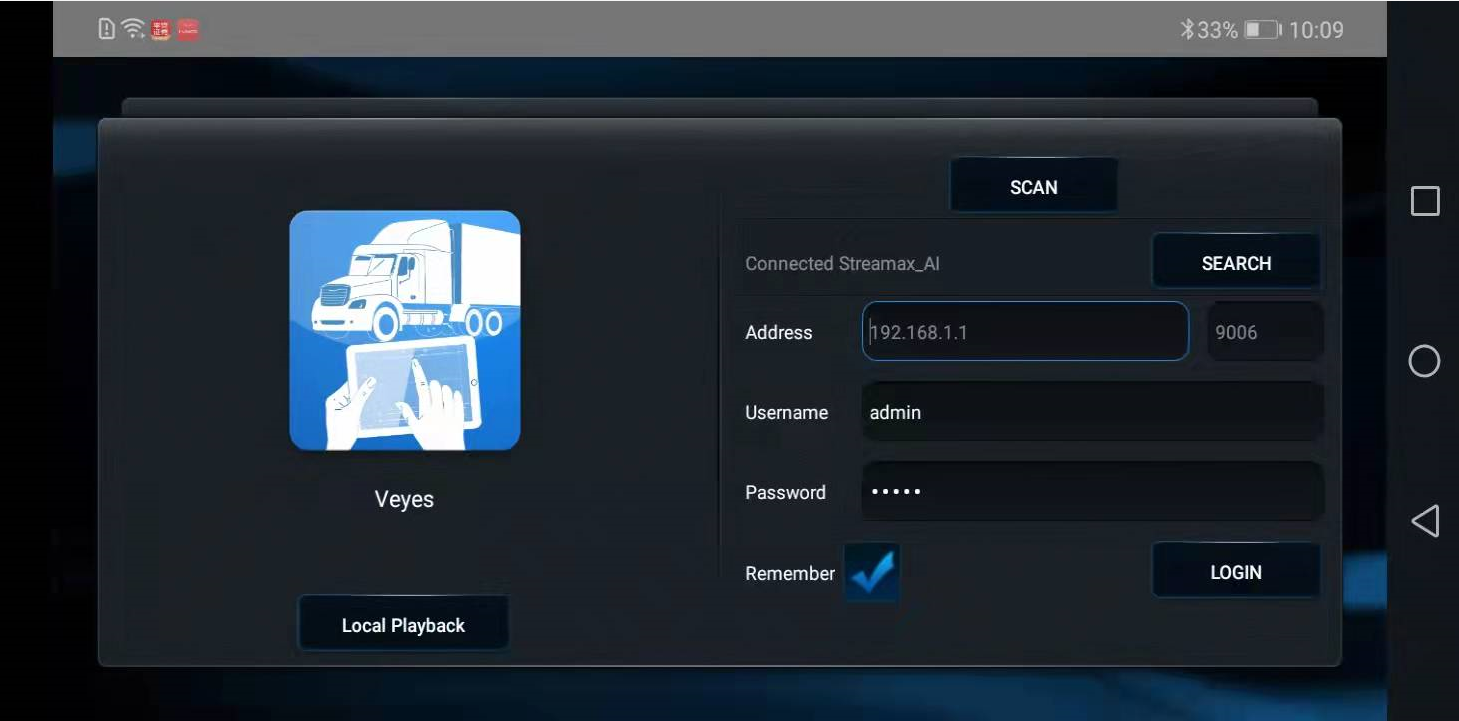 33% 10:09
SCAN
Connected Streamax_AI
SEARCH
Address
192.168.1.1
9006
Username
admin
Password
•••••
Remember
LOGIN
Veyes
Local Playback